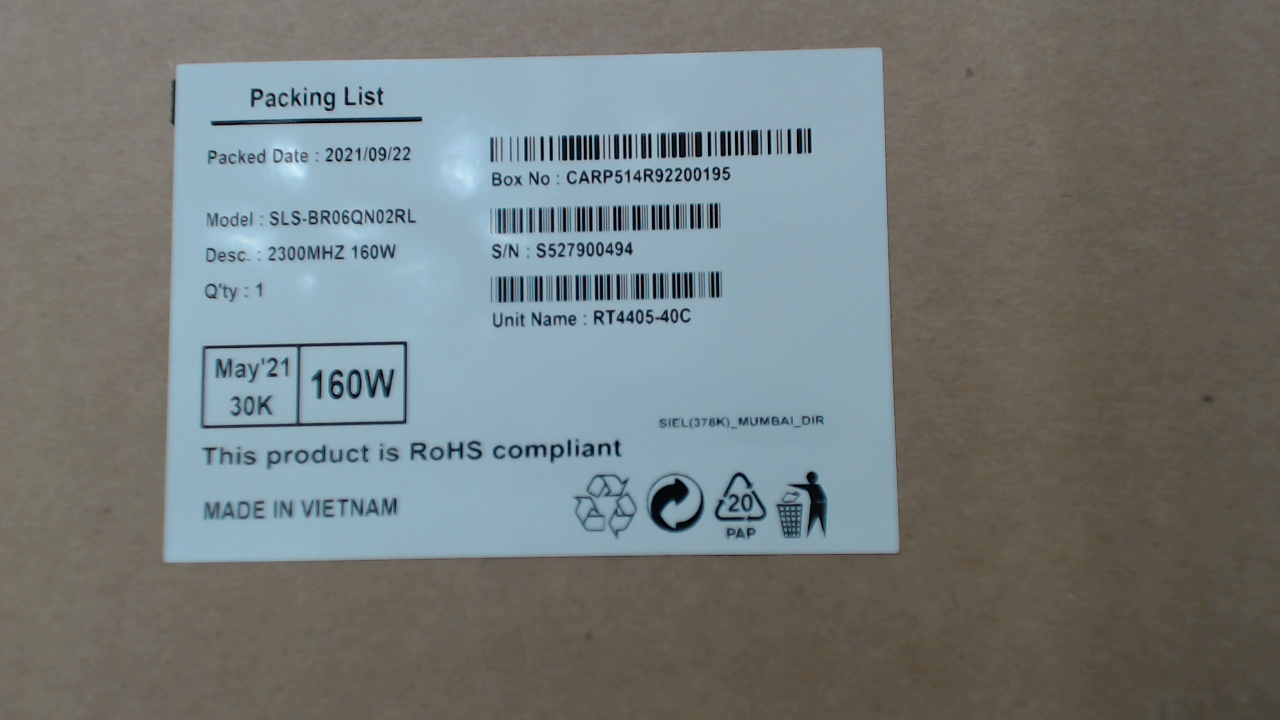 Packing List
Packed Date : 2021/09/22
Box No : CARP514R92200195
Model : SLS-BR06QN02RL
S/N : S527900494
Desc. : 2300MHZ 160W
Q'ty : 1
Unit Name : RT4405-40C
May'21
30K
160W
SIEL(378K)_MUMBAI_DIR
This product is RoHS compliant
MADE IN VIETNAM
20
PAP